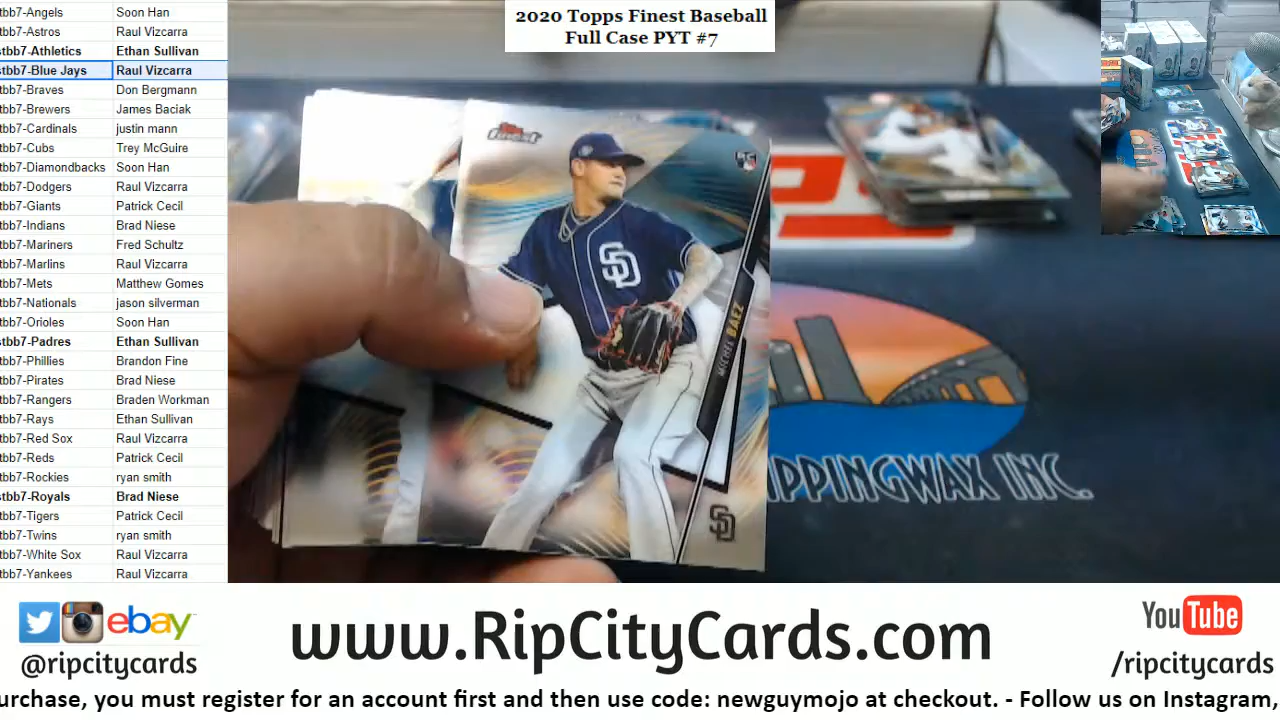 2020 Topps Finest Baseball
Full Case PYT #7
tbb7-Angels Soon Han
tbb7-Astros Raul Vizcarra
tbb7-Athletics Ethan Sullivan
tbb7-Blue Jays Raul Vizcarra
tbb7-Braves Don Bergmann
tbb7-Brewers James Baciak
tbb7-Cardinals justin mann
tbb7-Cubs Trey McGuire
tbb7-Diamondbacks Soon Han
tbb7-Dodgers Raul Vizcarra
tbb7-Giants Patrick Cecil
tbb7-Indians Brad Niese
tbb7-Mariners Fred Schultz
tbb7-Marlins Raul Vizcarra
tbb7-Mets Matthew Gomes
tbb7-Nationals jason silverman
tbb7-Orioles Soon Han
tbb7-Padres Ethan Sullivan
tbb7-Phillies Brandon Fine
tbb7-Pirates Brad Niese
tbb7-Rangers Braden Workman
tbb7-Rays Ethan Sullivan
tbb7-Red Sox Raul Vizcarra
tbb7-Reds Patrick Cecil
tbb7-Rockies ryan smith
tbb7-Royals Brad Niese
tbb7-Tigers Patrick Cecil
tbb7-Twins ryan smith
tbb7-White Sox Raul Vizcarra
tbb7-Yankees Raul Vizcarra
Topps
Finest
RC
SD
MICHEL BAEZ
SD
IPPINGWAX INC.
ebay
@ripcitycards
www.RipCityCards.com
YouTube
/ripcitycards
urchase, you must register for an account first and then use code: newguymojo at checkout. - Follow us on Instagram,